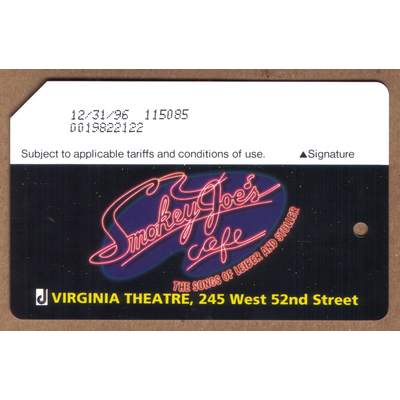 12/31/96 115085
0019822122
Subject to applicable tariffs and conditions of use. ▲Signature
Smokey Joe's
cafe
THE SONGS OF LEIBER AND STOLLER
J VIRGINIA THEATRE, 245 West 52nd Street